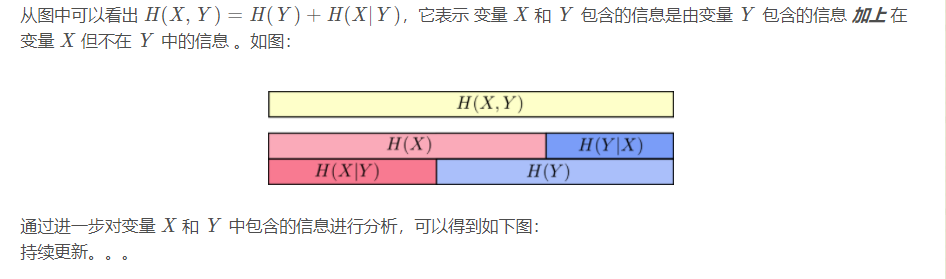 从图中可以看出 H(X, Y) = H(Y) + H(X|Y)，它表示 变量 X 和 Y 包含的信息是由变量 Y 包含的信息 加上 在
变量 X 但不在 Y 中的信息 。如图：
H(X,Y)
H(X) H(Y|X)
H(X|Y) H(Y)
通过进一步对变量 X 和 Y 中包含的信息进行分析，可以得到如下图：
持续更新。。。